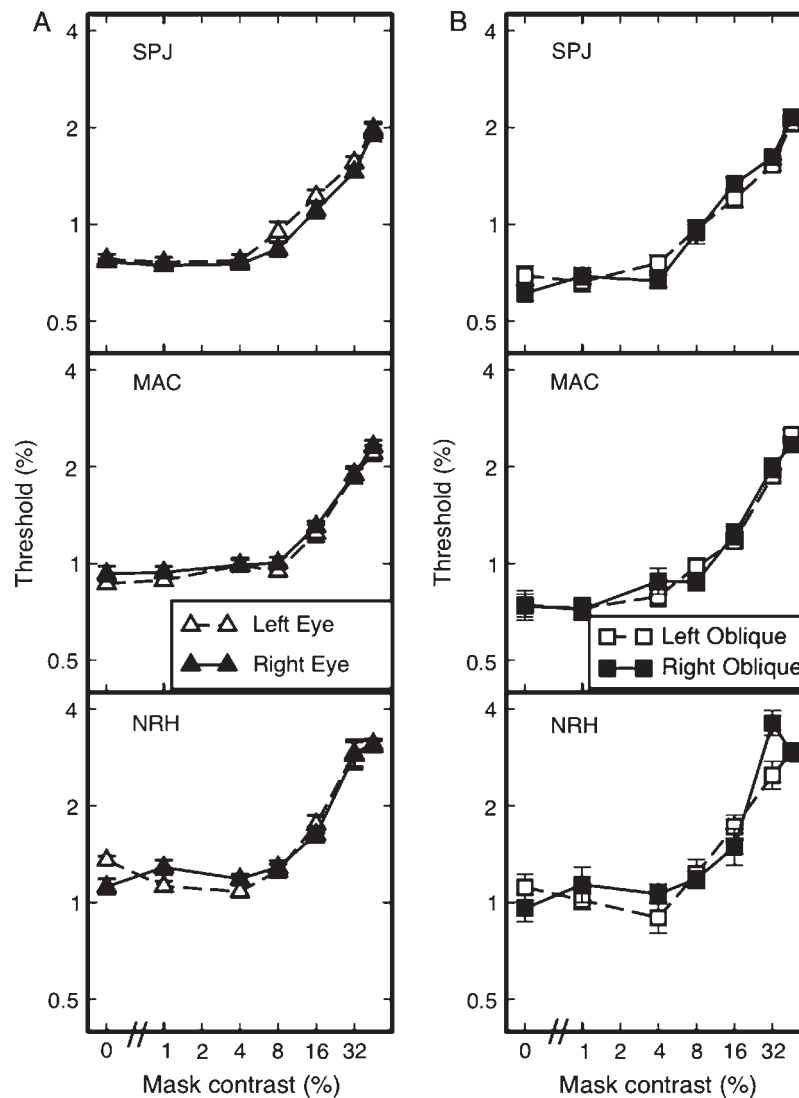 A
SPJ
4
2
1
0.5
MAC
4
2
1
0.5
Threshold (%)
Left Eye
Right Eye
NRH
4
2
1
0.5
0 1 2 4 8 16 32
Mask contrast (%)
B
SPJ
4
2
1
0.5
MAC
4
2
1
0.5
Threshold (%)
Left Oblique
Right Oblique
NRH
4
2
1
0.5
0 1 2 4 8 16 32
Mask contrast (%)